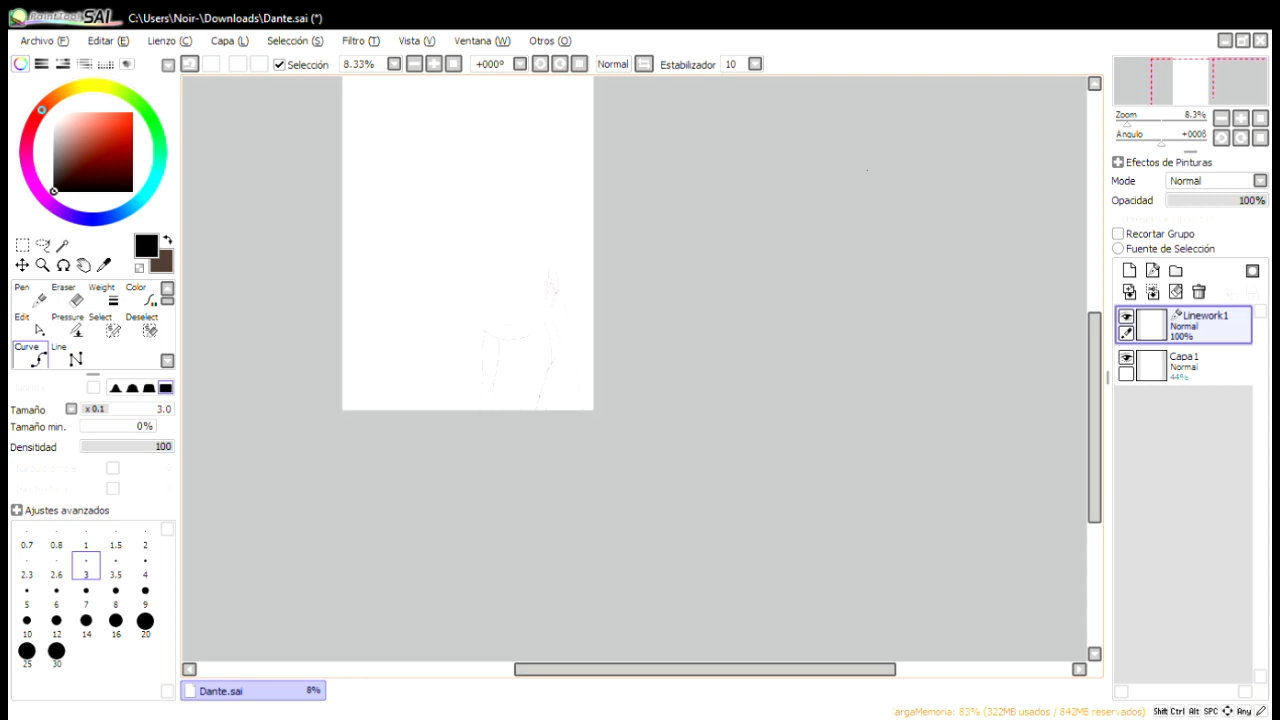 PaintTool SAI C:\Users\Noir-\Downloads\Dante.sai (*)
Archivo (F) Editar (E) Lienzo (C) Capa (L) Selección (S) Filtro (T) Vista (V) Ventana (W) Otros (O)
Selección 8.33% +000º Normal Estabilizador 10
Zoom 8.3%
Ángulo +000ö
Efectos de Pinturas
Mode Normal
Opacidad 100%
Recortar Grupo
Fuente de Selección
Linework1
Normal
100%
Capa1
Normal
44%
Pen Eraser Weight Color
Edit Pressure Select Deselect
Curve Line
Tamaño x 0.1 3.0
Tamaño min. 0%
Densitidad 100
Ajustes avanzados
0.7 0.8 1 1.5 2
2.3 2.6 3 3.5 4
5 6 7 8 9
10 12 14 16 20
25 30
Dante.sai 8%
argaMemoria: 83% (322MB usados / 842MB reservados) Shift Ctrl Alt SPC Any